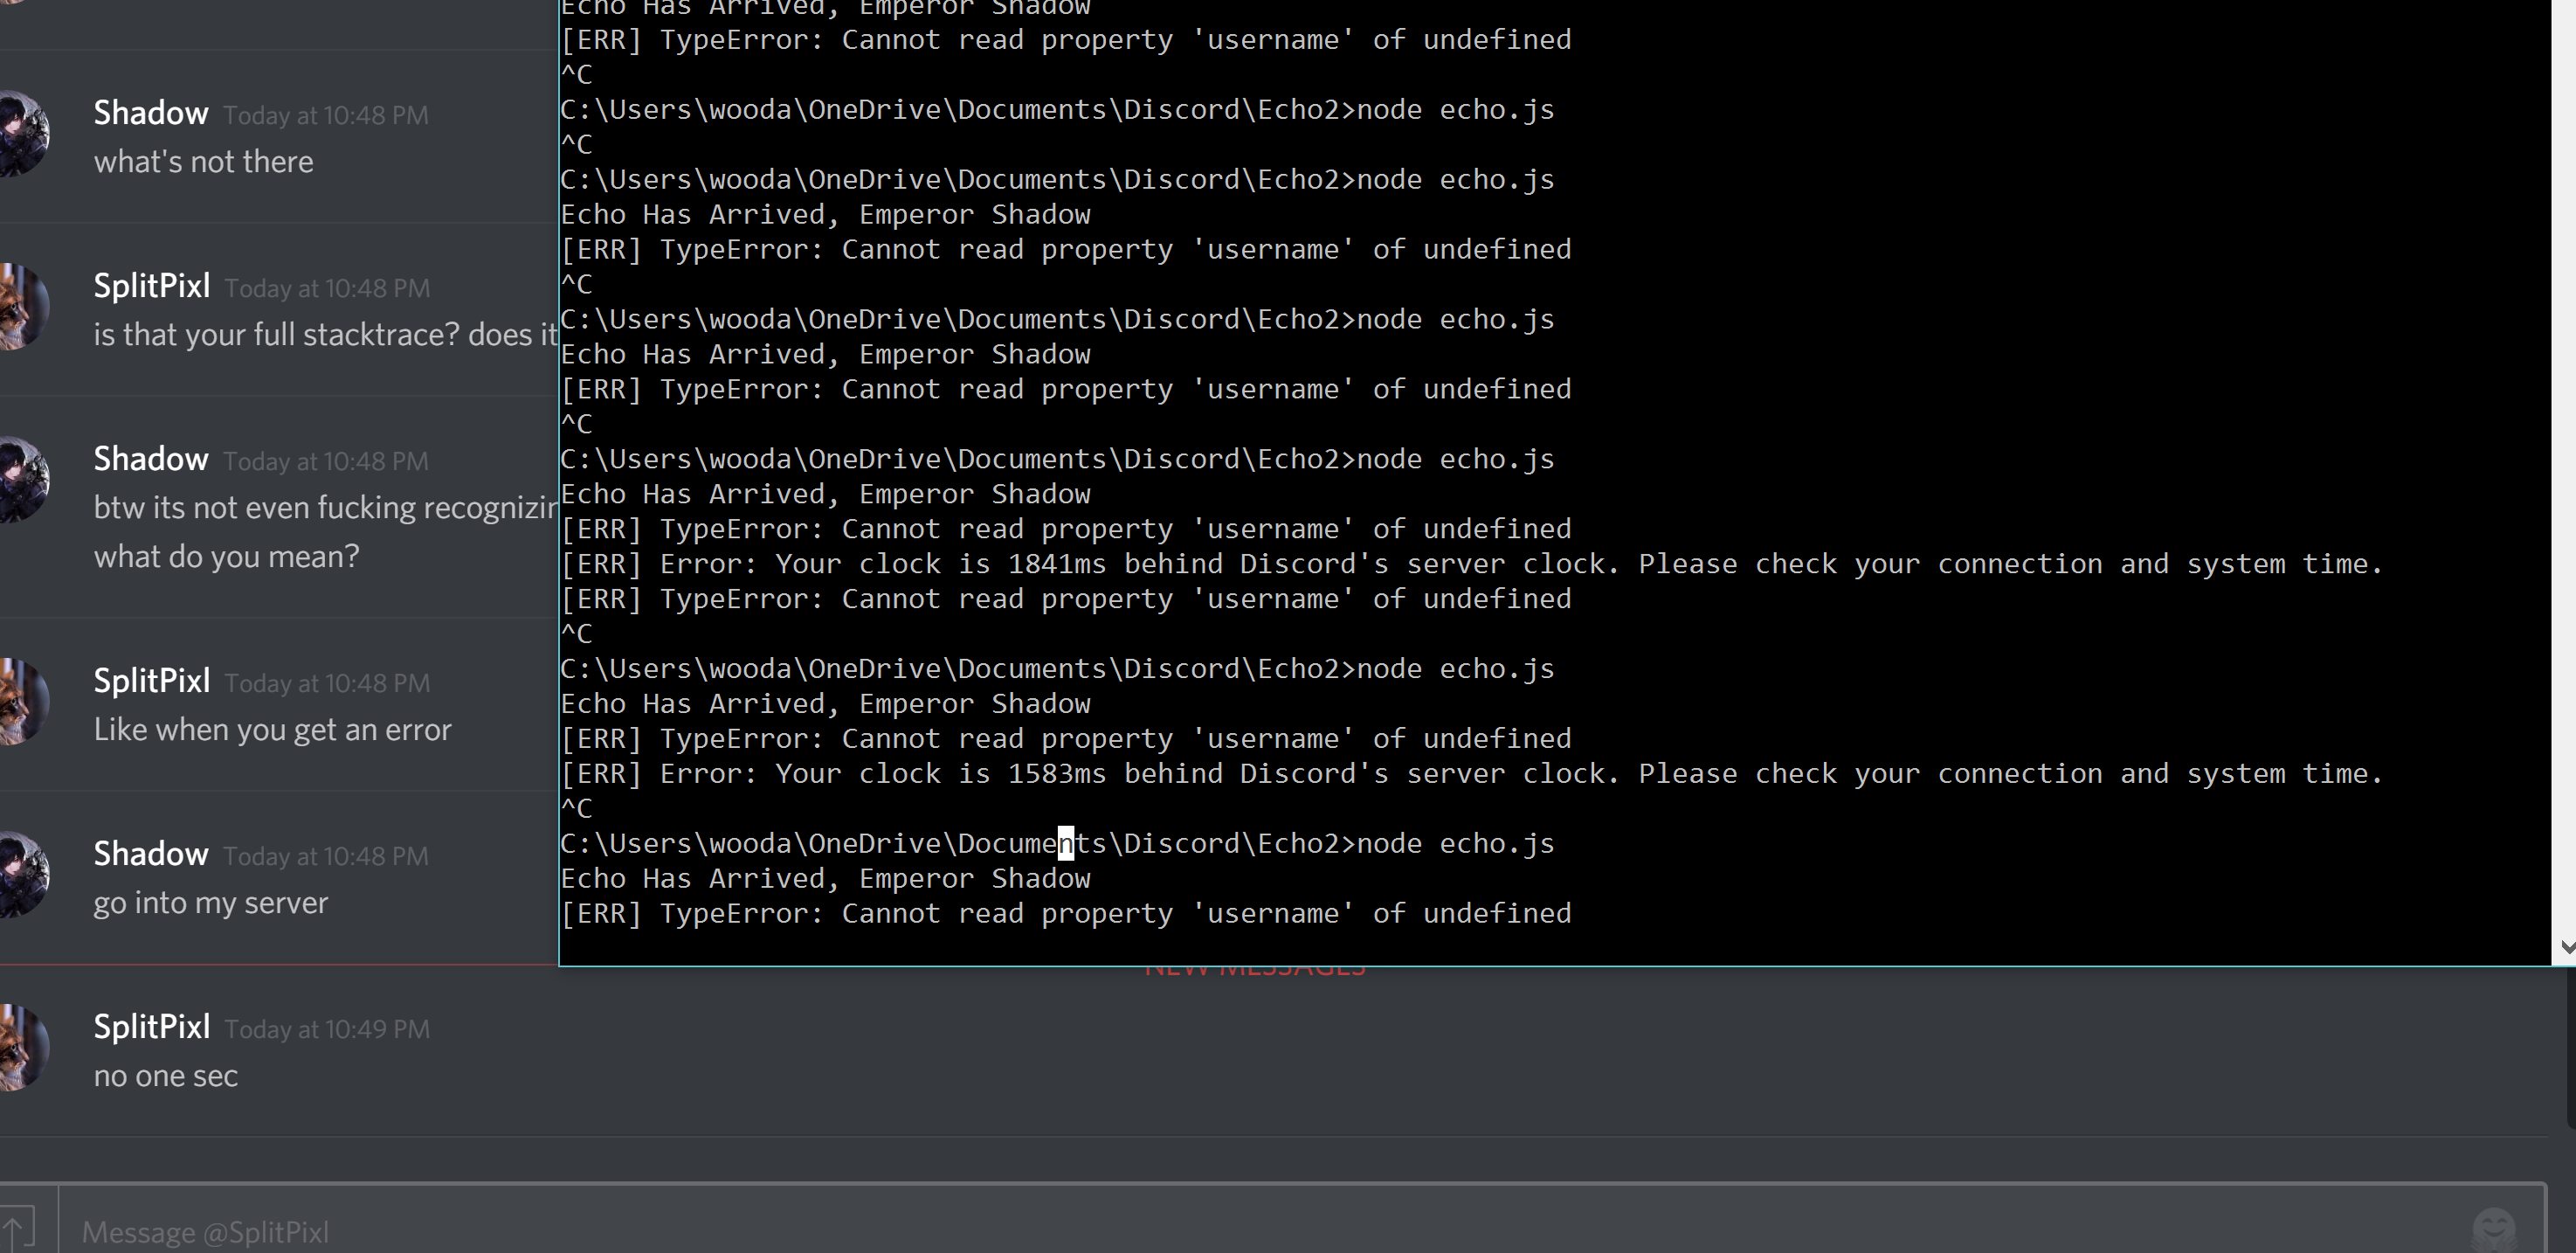 Shadow Today at 10:48 PM
what's not there
SplitPixl Today at 10:48 PM
is that your full stacktrace? does it
Shadow Today at 10:48 PM
btw its not even fucking
what do you mean?
SplitPixl Today at 10:48 PM
Like when you get an error
Shadow Today at 10:48 PM
go into my server
NEW MESSAGES
SplitPixl Today at 10:49 PM
no one sec
Message @SplitPixl
Echo Has Arrived, Emperor Shadow
[ERR] TypeError: Cannot read property 'username' of undefined
^C
C:\Users\wooda\OneDrive\Documents\Discord\Echo2>node echo.js
^C
C:\Users\wooda\OneDrive\Documents\Discord\Echo2>node echo.js
Echo Has Arrived, Emperor Shadow
[ERR] TypeError: Cannot read property 'username' of undefined
^C
C:\Users\wooda\OneDrive\Documents\Discord\Echo2>node echo.js
Echo Has Arrived, Emperor Shadow
[ERR] TypeError: Cannot read property 'username' of undefined
^C
C:\Users\wooda\OneDrive\Documents\Discord\Echo2>node echo.js
Echo Has Arrived, Emperor Shadow
[ERR] TypeError: Cannot read property 'username' of undefined
[ERR] Error: Your clock is 1841ms behind Discord's server clock. Please check your connection and system time.
[ERR] TypeError: Cannot read property 'username' of undefined
^C
C:\Users\wooda\OneDrive\Documents\Discord\Echo2>node echo.js
Echo Has Arrived, Emperor Shadow
[ERR] TypeError: Cannot read property 'username' of undefined
[ERR] Error: Your clock is 1583ms behind Discord's server clock. Please check your connection and system time.
^C
C:\Users\wooda\OneDrive\Documents\Discord\Echo2>node echo.js
Echo Has Arrived, Emperor Shadow
[ERR] TypeError: Cannot read property 'username' of undefined